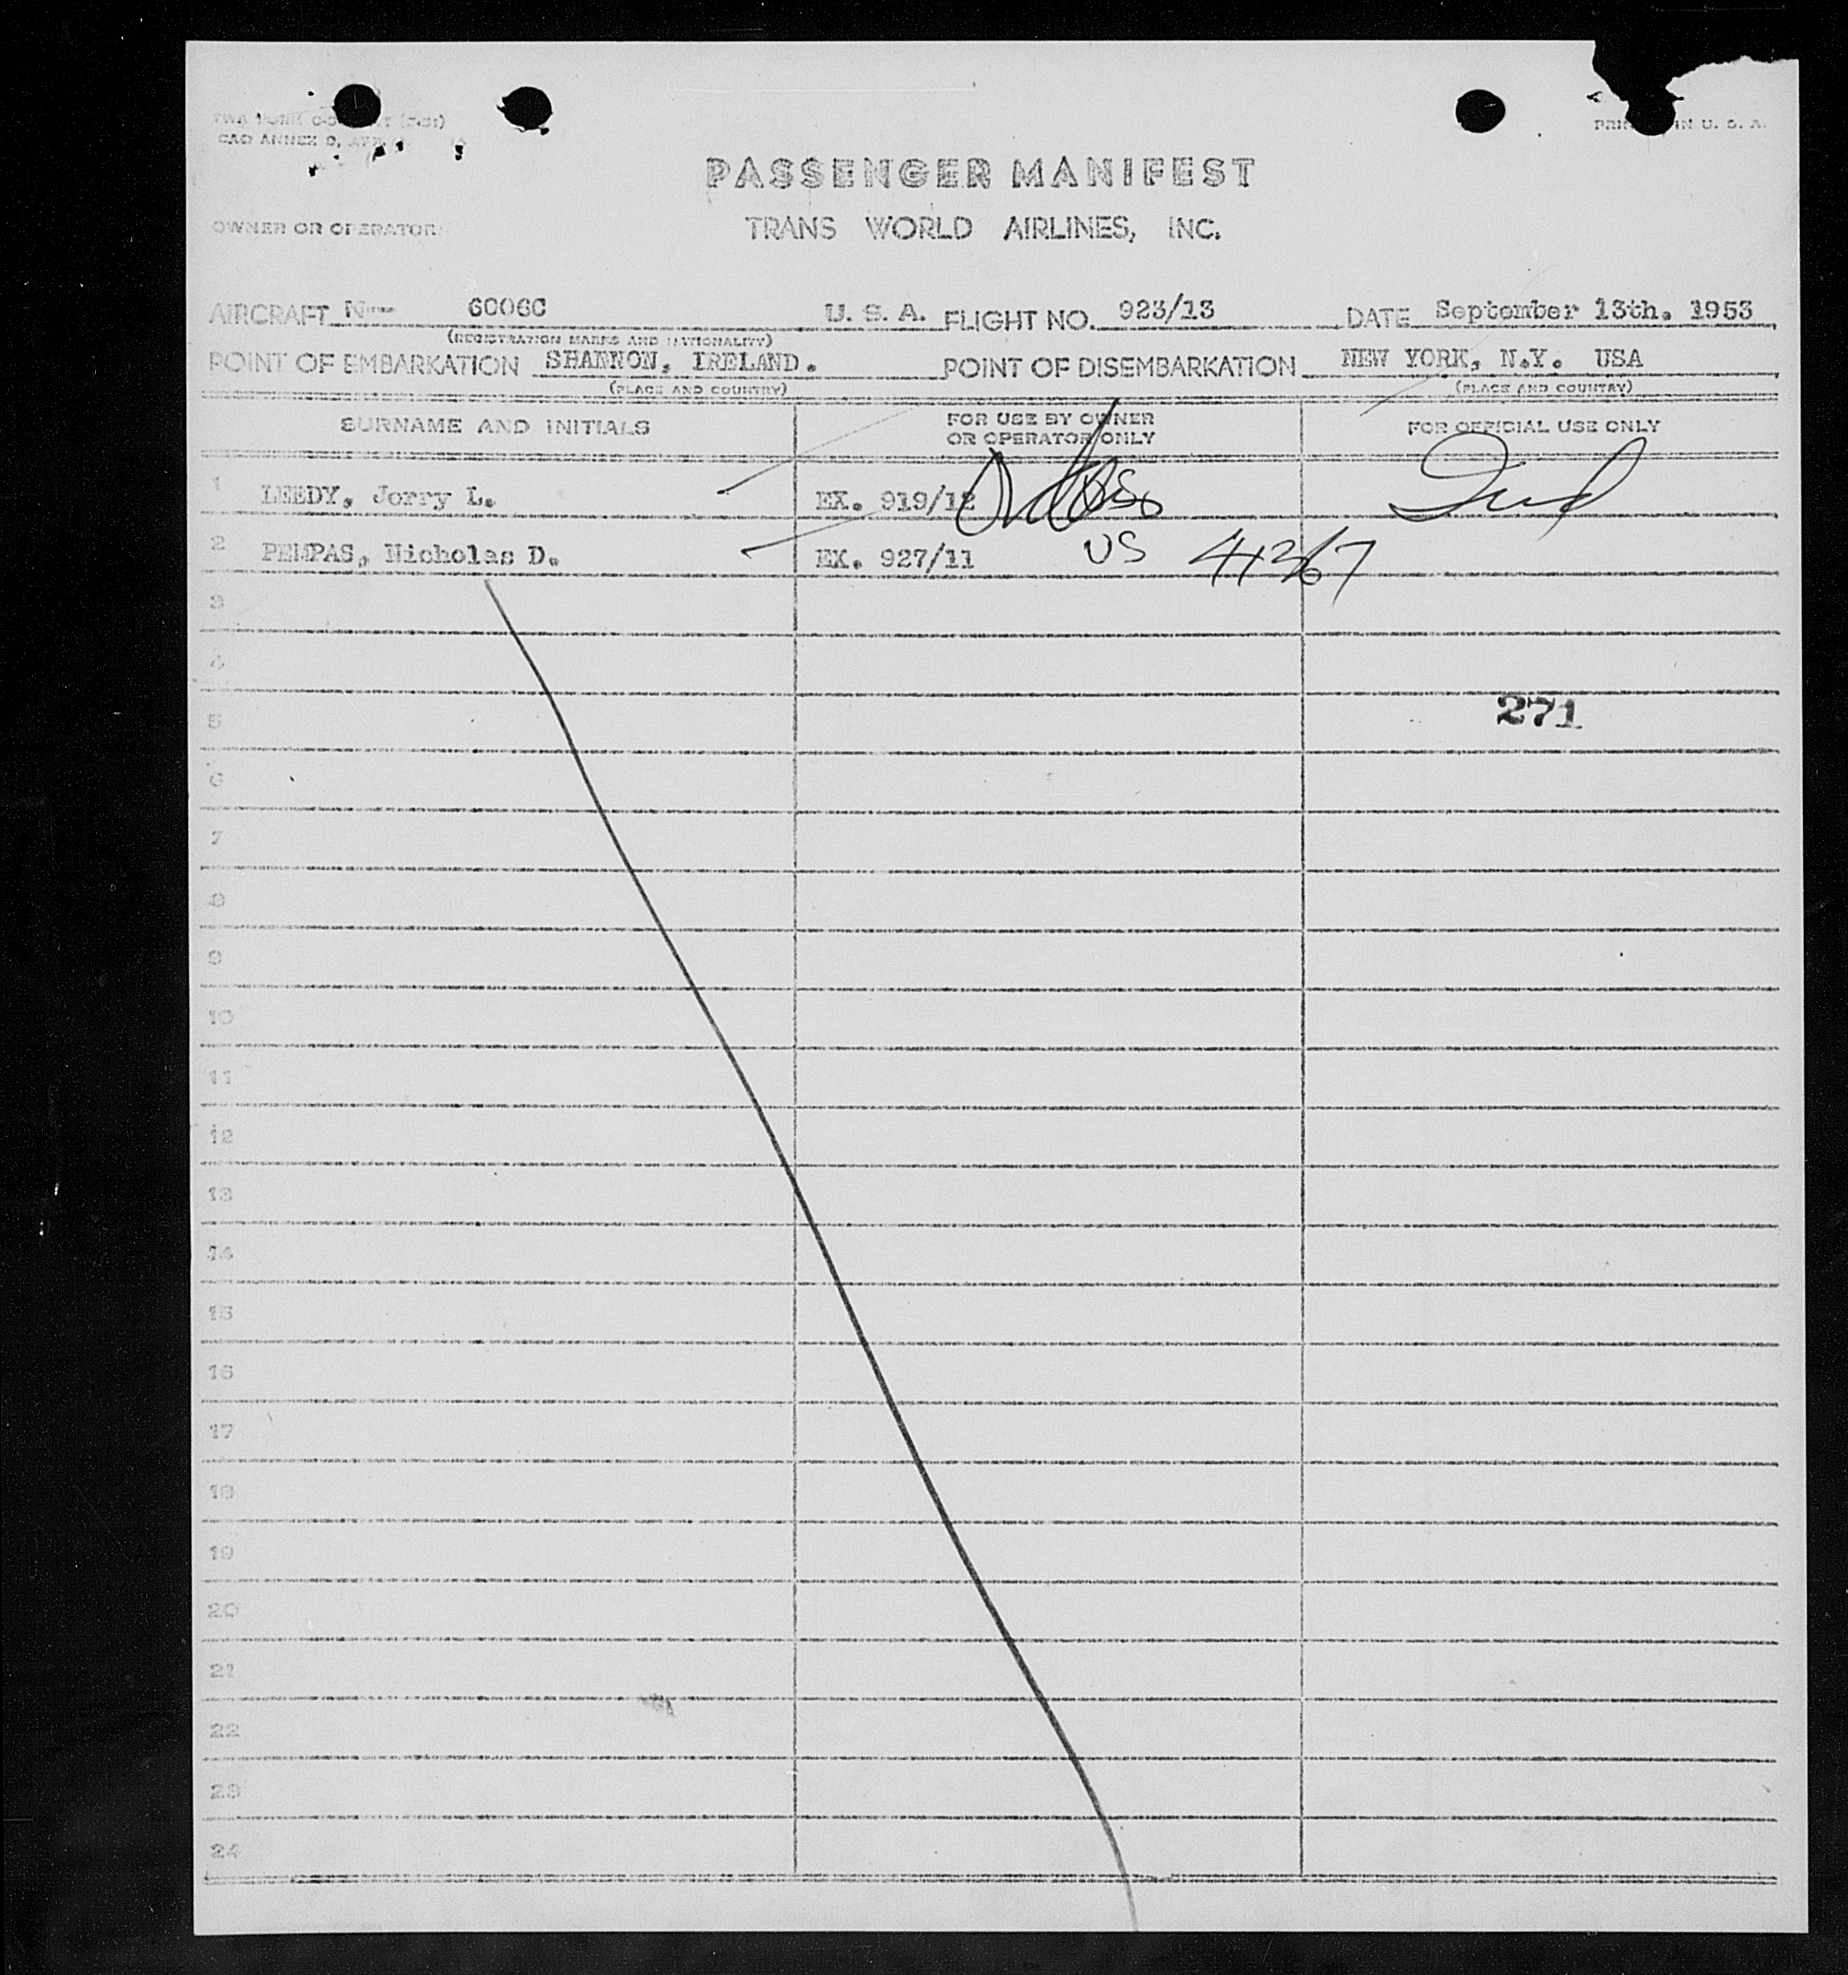 PRINTED IN U. S. A.
PASSENGER MANIFEST
OWNER OR OPERATOR TRANS WORLD AIRLINES, INC.
AIRCRAFT N 6006C U. S. A. FLIGHT NO. 923/13 DATE September 13th. 1953
(REGISTRATION MARKS AND NATIONALITY)
POINT OF EMBARKATION SHANNON, IRELAND. POINT OF DISEMBARKATION NEW YORK, N.Y. USA
(PLACE AND COUNTRY) (PLACE AND COUNTRY)
SURNAME AND INITIALS FOR USE BY OWNER OR OPERATOR ONLY FOR OFFICIAL USE ONLY
1 LEEDY, Jerry L. EX. 919/12 US
2 PEMPAS, Nicholas D. EX. 927/11 US 41367
3
4
271
5
6
7
8
9
10
11
12
13
14
15
16
17
18
19
20
21
22
23
24